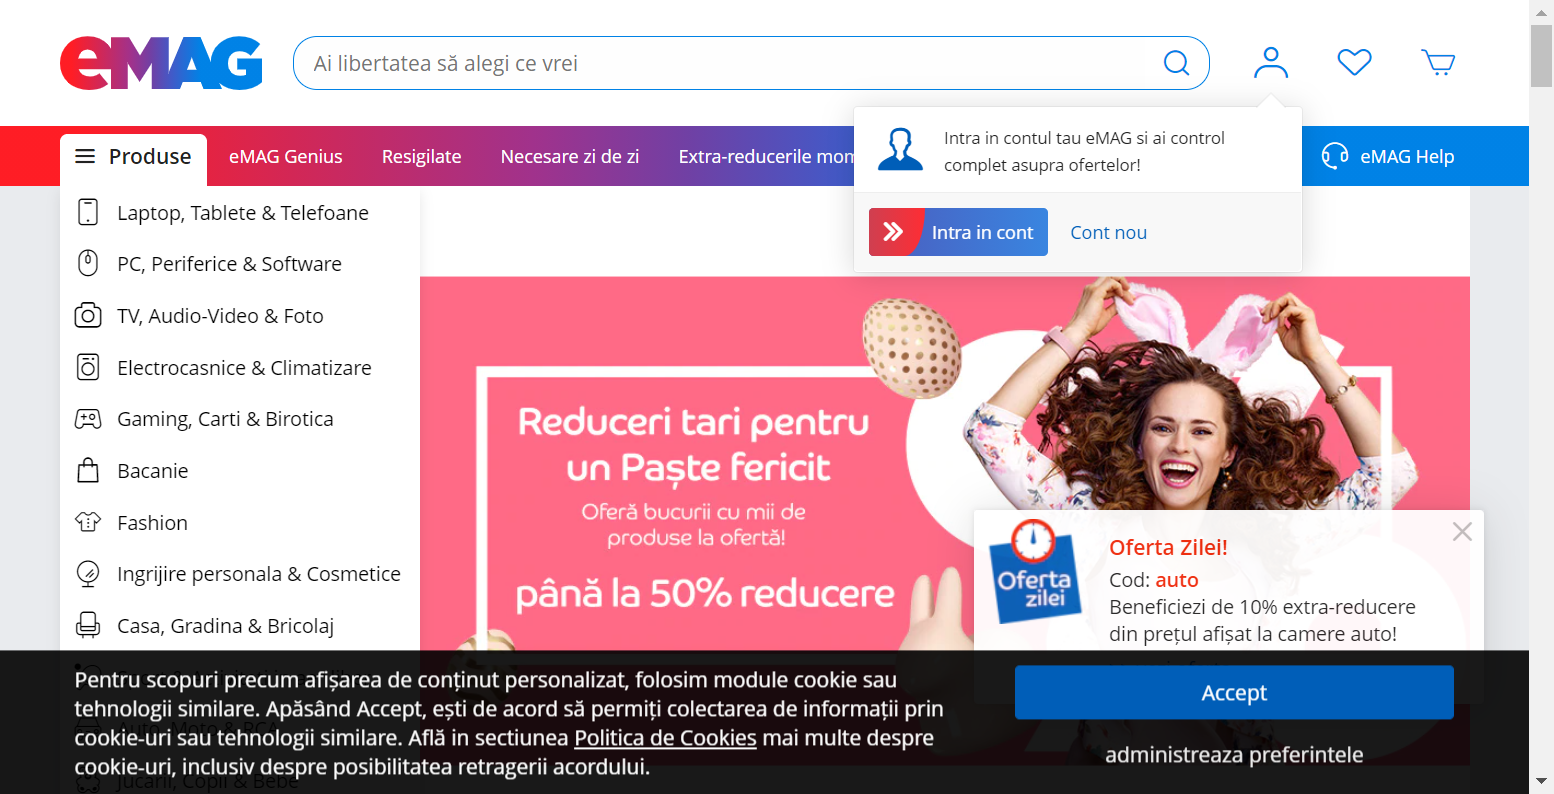 eMAG
Ai libertatea să alegi ce vrei
Produse
eMAG Genius
Resigilate
Necesare zi de zi
Extra-reducerile mom
eMAG Help
Intra in contul tau eMAG si ai control
complet asupra ofertelor!
Intra in cont
Cont nou
Laptop, Tablete & Telefoane
PC, Periferice & Software
TV, Audio-Video & Foto
Electrocasnice & Climatizare
Gaming, Carti & Birotica
Bacanie
Fashion
Ingrijire personala & Cosmetice
Casa, Gradina & Bricolaj
Auto, Moto & RCA
Jucarii, Copil & Bebe
Reduceri tari pentru
un Paște fericit
Oferă bucurii cu mii de
produse la ofertă!
până la 50% reducere
Oferta
zilei
Oferta Zilei!
Cod: auto
Beneficiezi de 10% extra-reducere
din prețul afișat la camere auto!
Pentru scopuri precum afișarea de conținut personalizat, folosim module cookie sau
tehnologii similare. Apăsând Accept, ești de acord să permiți colectarea de informații prin
cookie-uri sau tehnologii similare. Află in sectiunea Politica de Cookies mai multe despre
cookie-uri, inclusiv despre posibilitatea retragerii acordului.
Accept
administreaza preferintele